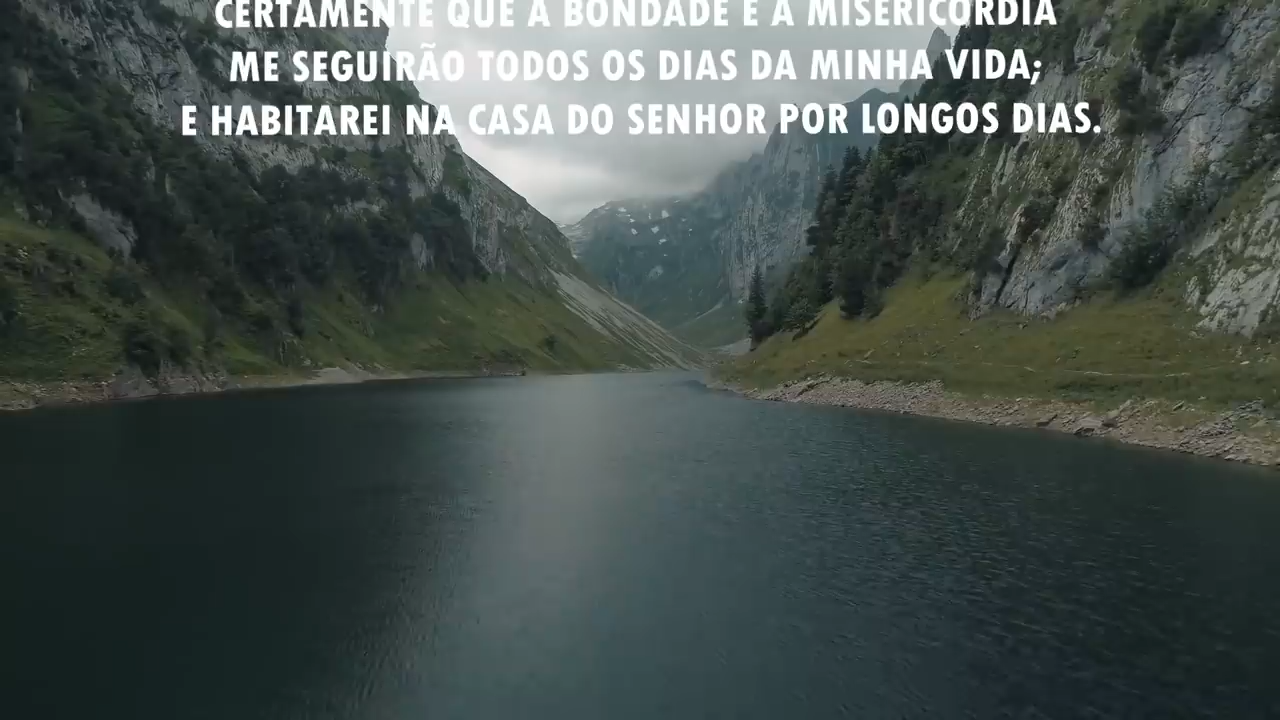 CERTAMENTE QUE A BONDADE E A MISERICÓRDIA
ME SEGUIRÃO TODOS OS DIAS DA MINHA VIDA;
E HABITAREI NA CASA DO SENHOR POR LONGOS DIAS.